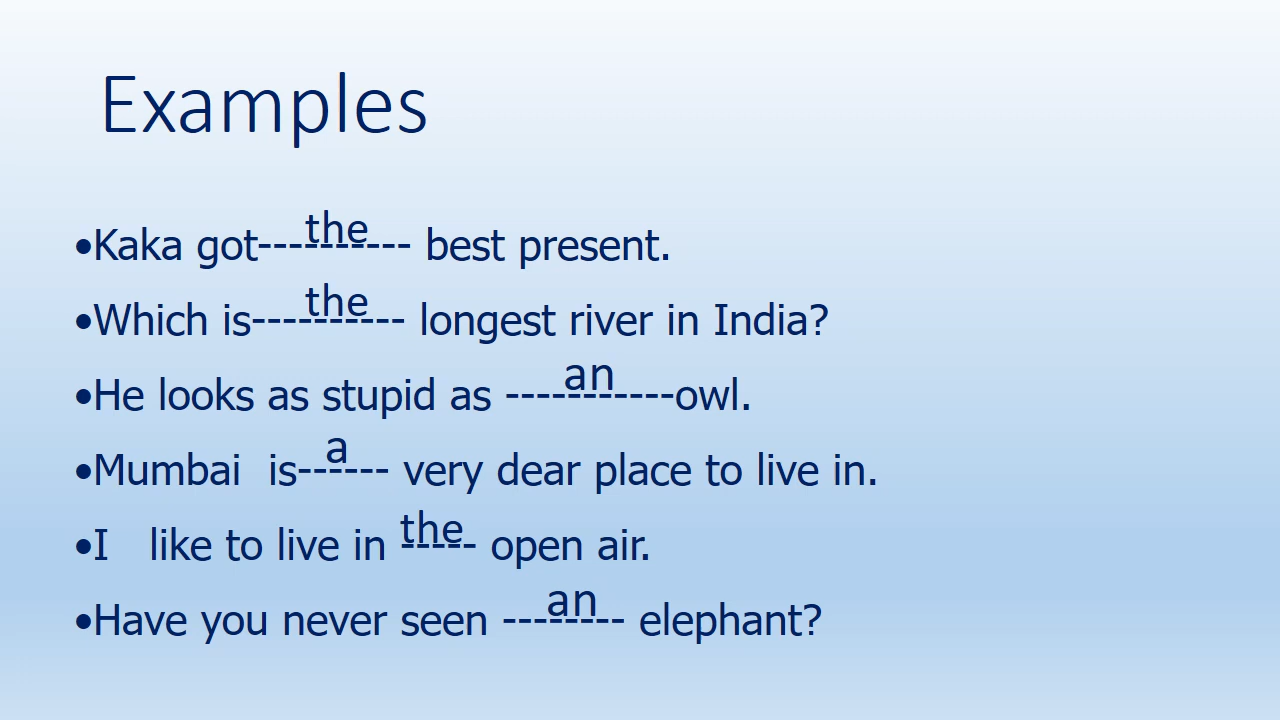 Examples
•Kaka got----------the best present.
•Which is----------the longest river in India?
•He looks as stupid as -----------an owl.
•Mumbai  is------a very dear place to live in.
•I   like to live in -----the open air.
•Have you never seen --------an elephant?